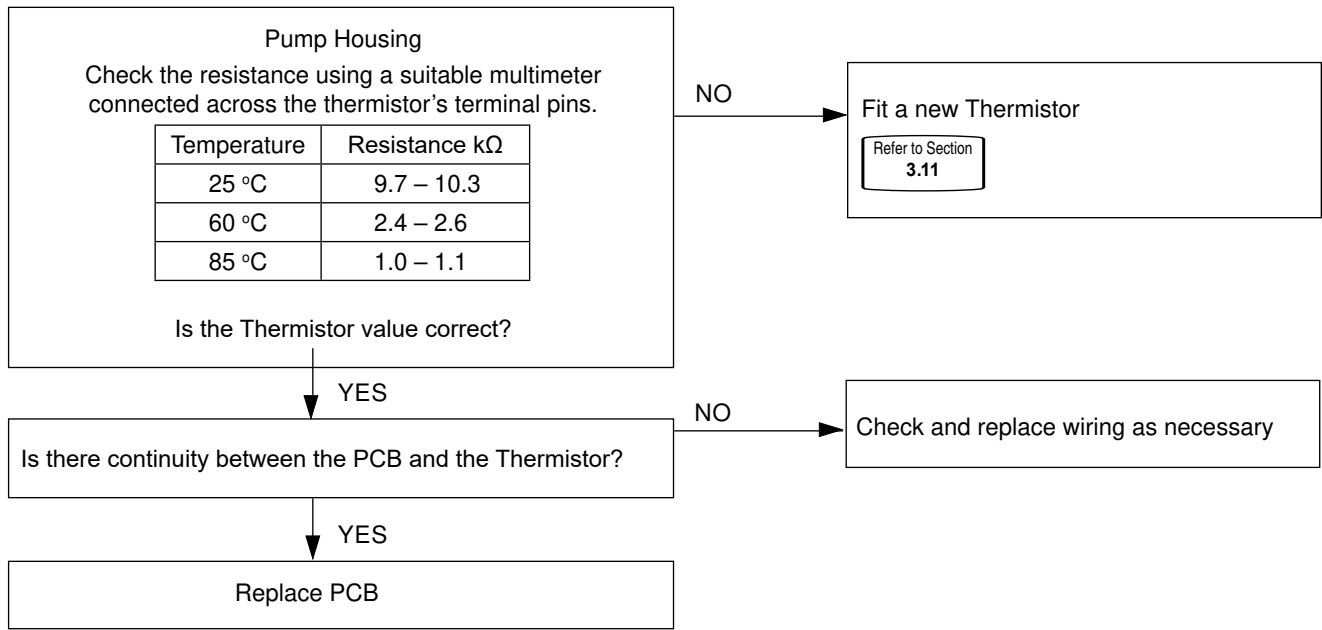 Pump Housing
Check the resistance using a suitable multimeter
connected across the thermistor’s terminal pins.
Temperature Resistance kΩ
25 ºC 9.7 – 10.3
60 ºC 2.4 – 2.6
85 ºC 1.0 – 1.1
Is the Thermistor value correct?
NO
Fit a new Thermistor
Refer to Section
3.11
YES
Is there continuity between the PCB and the Thermistor?
NO
Check and replace wiring as necessary
YES
Replace PCB